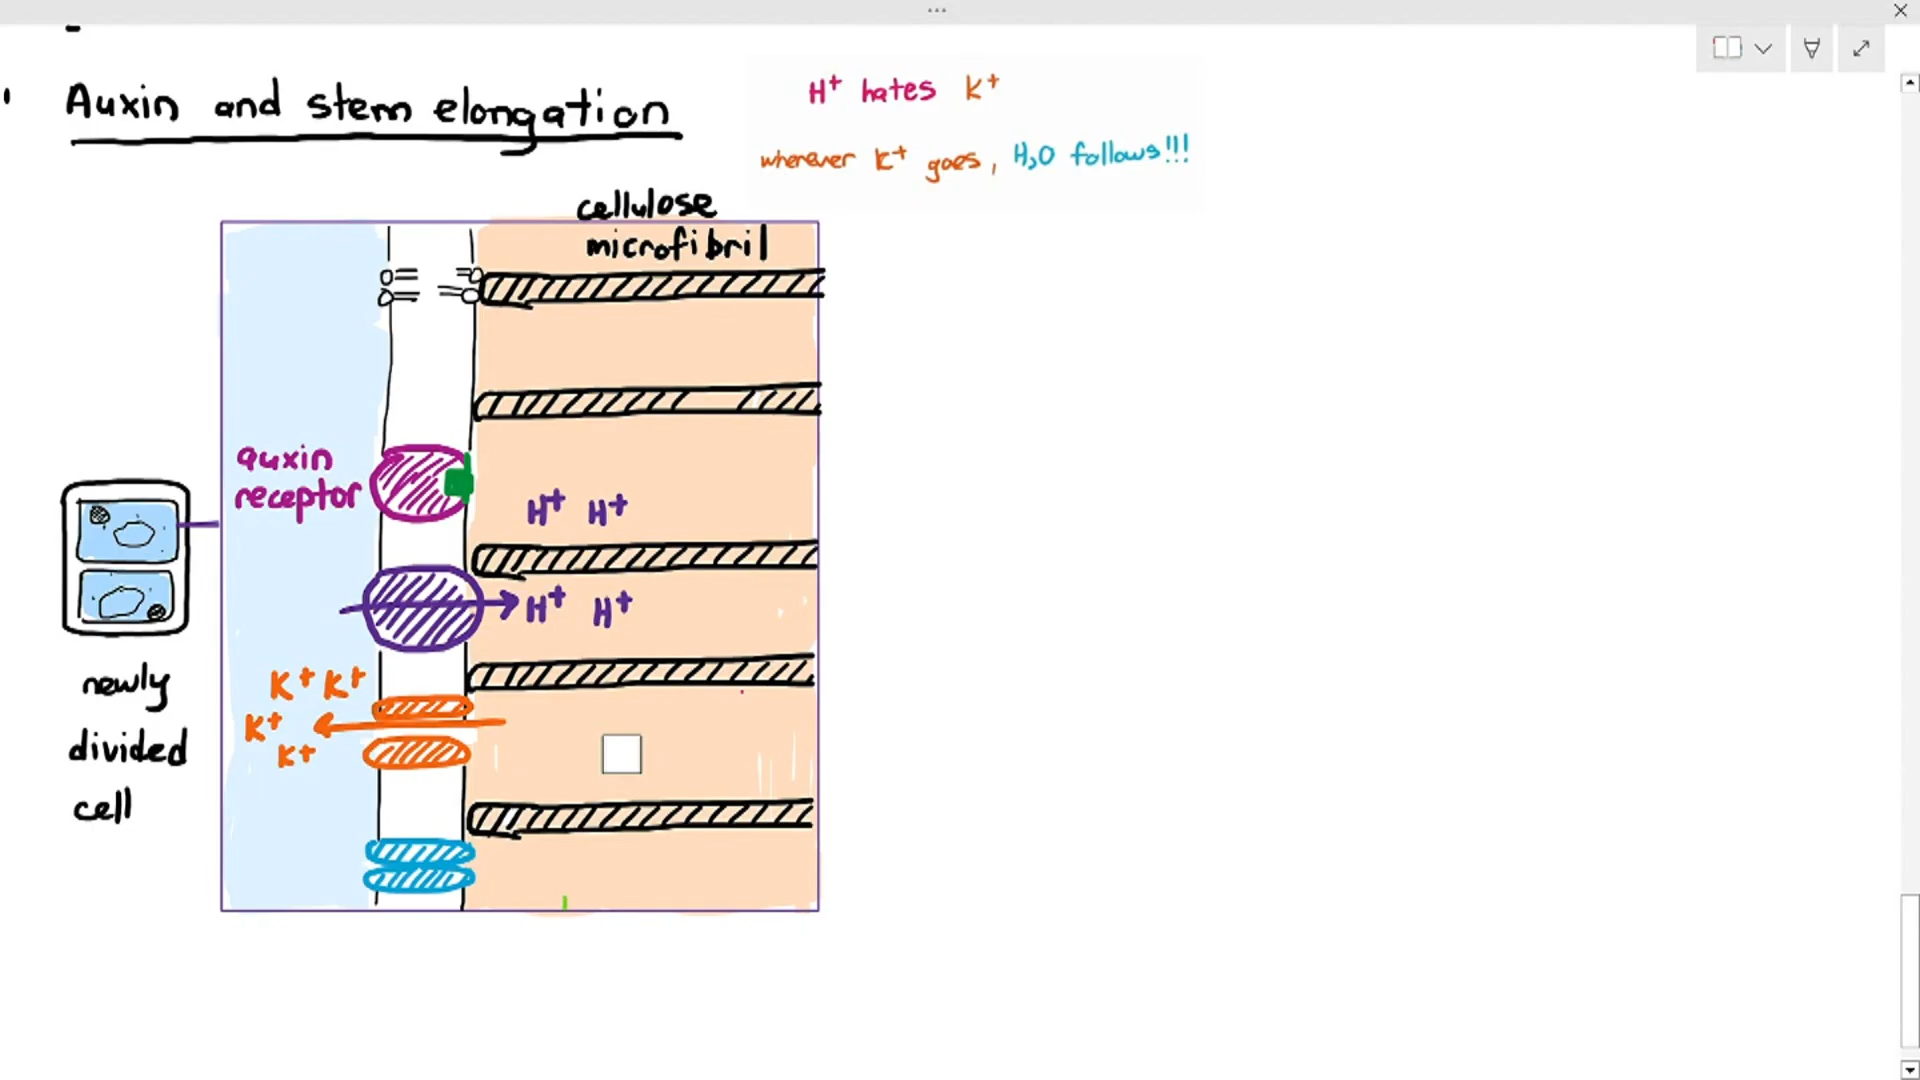 Auxin and stem elongation
H+ hates K+
wherever K+ goes, H2O follows!!!
cellulose
microfibril
auxin
receptor
H+ H+
H+ H+
K+ K+
K+
K+
newly
divided
cell